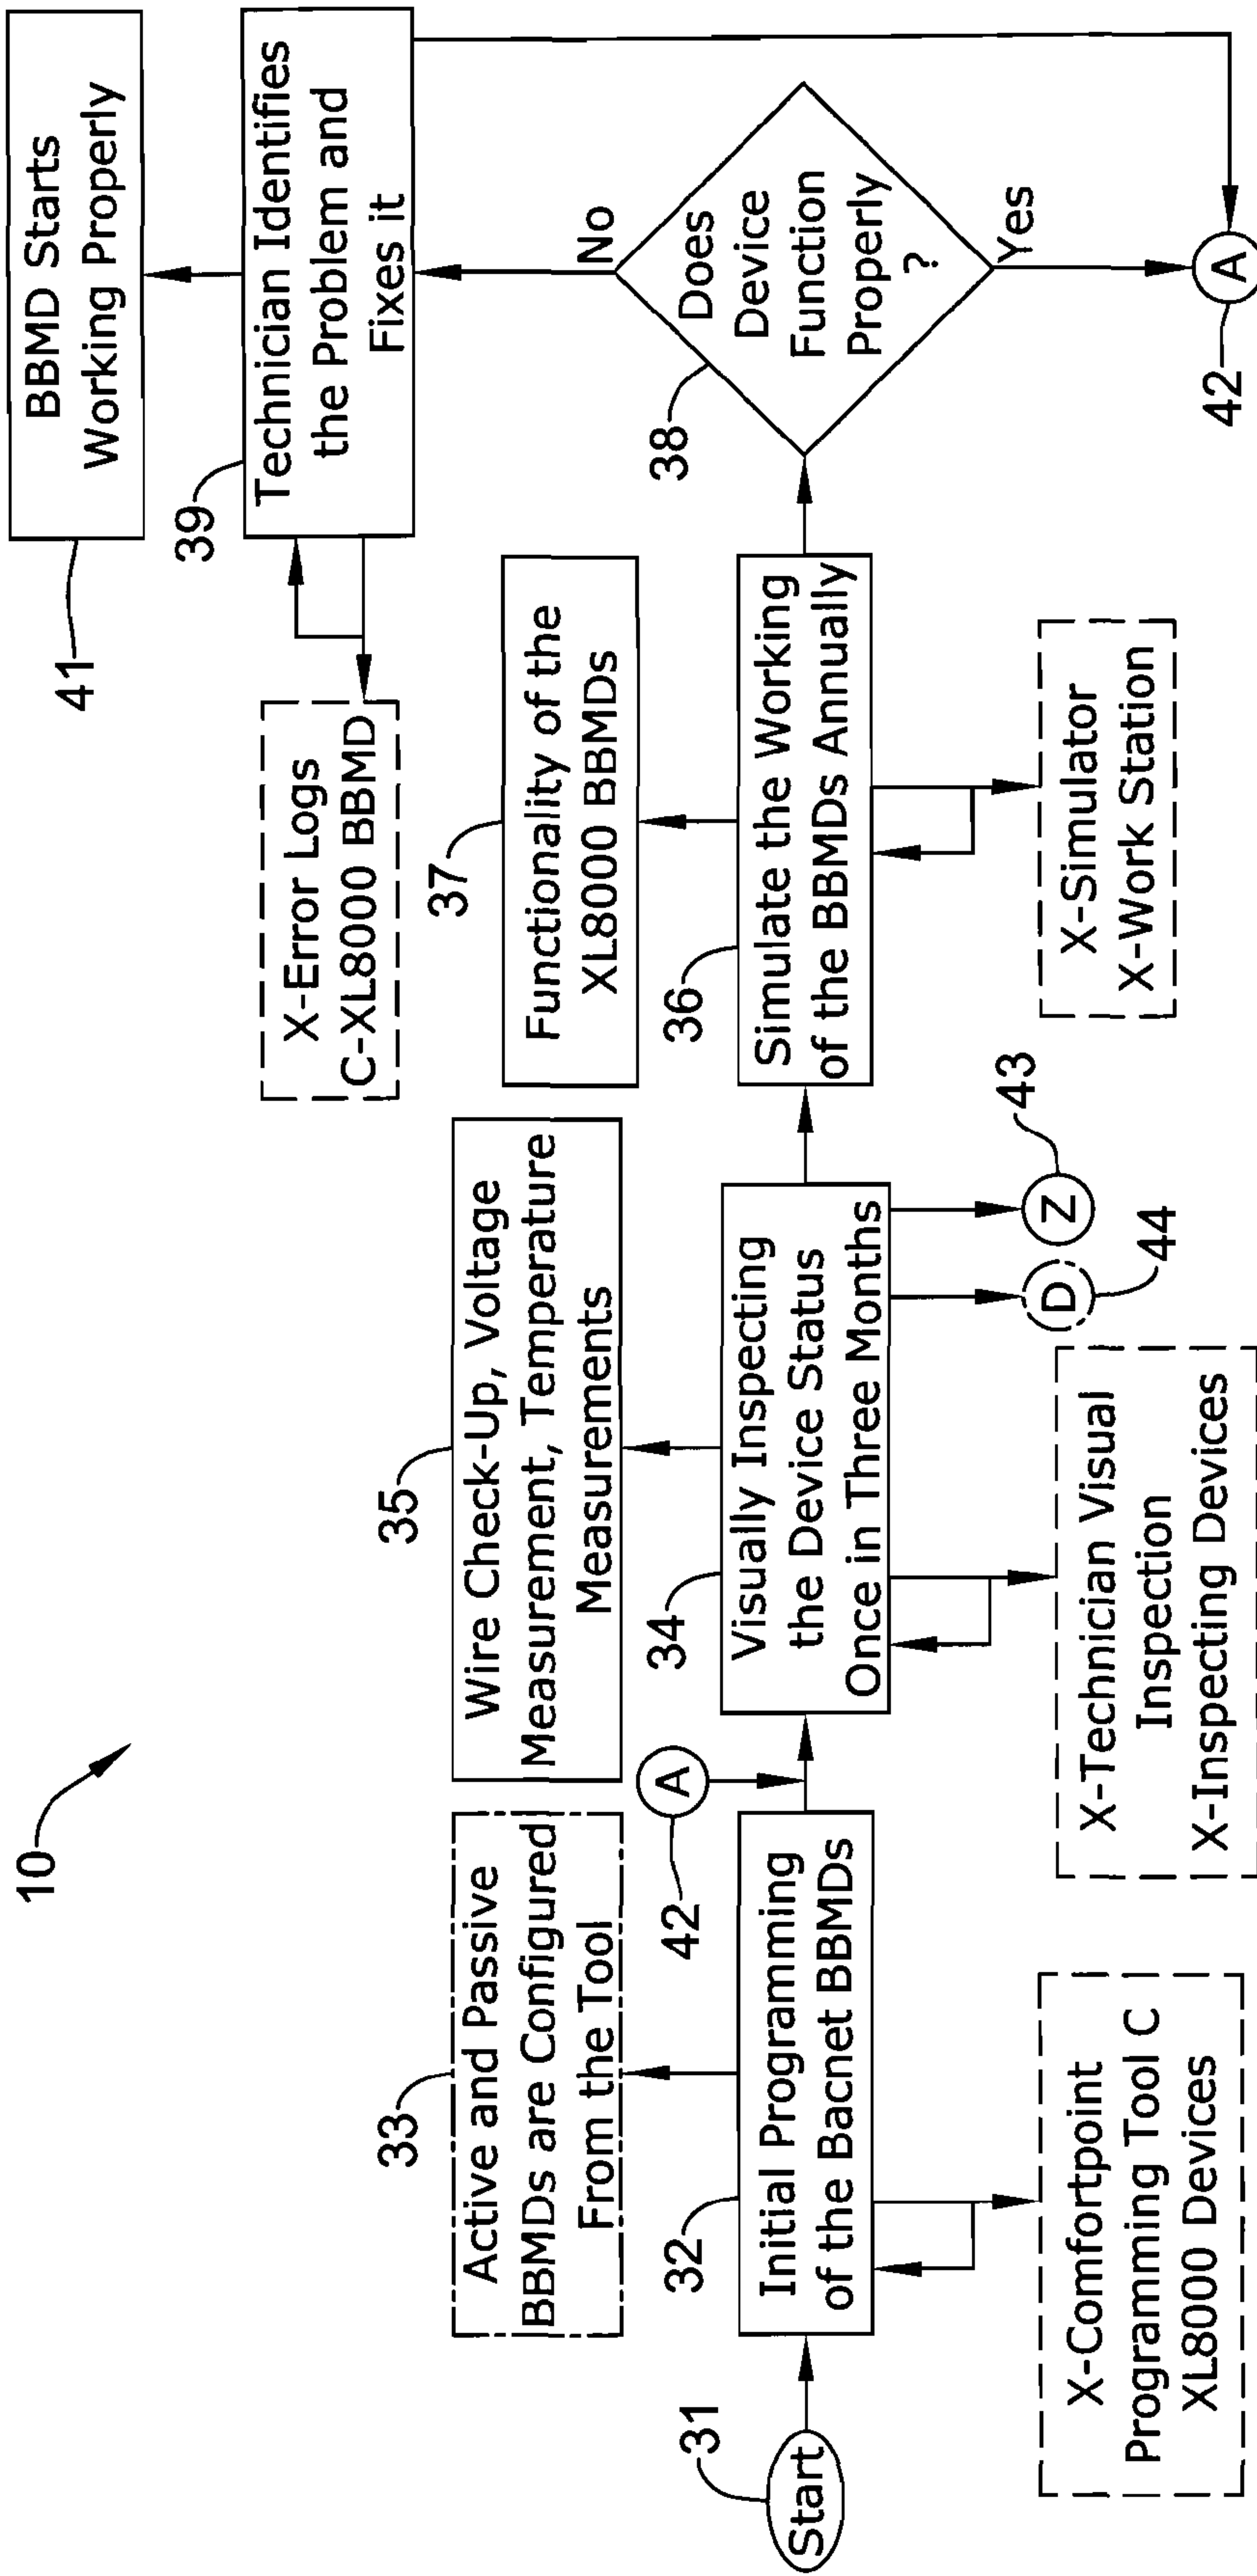 10
31
Start
32
Initial Programming
of the Bacnet BBMDs
33
Active and Passive
BBMDs are Configured
From the Tool
X-Comfortpoint
Programming Tool C
XL8000 Devices
42
A
34
Visually Inspecting
the Device Status
Once in Three Months
35
Wire Check-Up, Voltage
Measurement, Temperature
Measurements
X-Technician Visual
Inspection
X-Inspecting Devices
D
44
Z
43
36
Simulate the Working
of the BBMDs Annually
37
Functionality of the
XL8000 BBMDs
X-Simulator
X-Work Station
38
Does
Device
Function
Properly
?
No
Yes
39
Technician Identifies
the Problem and
Fixes it
X-Error Logs
C-XL8000 BBMD
41
BBMD Starts
Working Properly
42
A